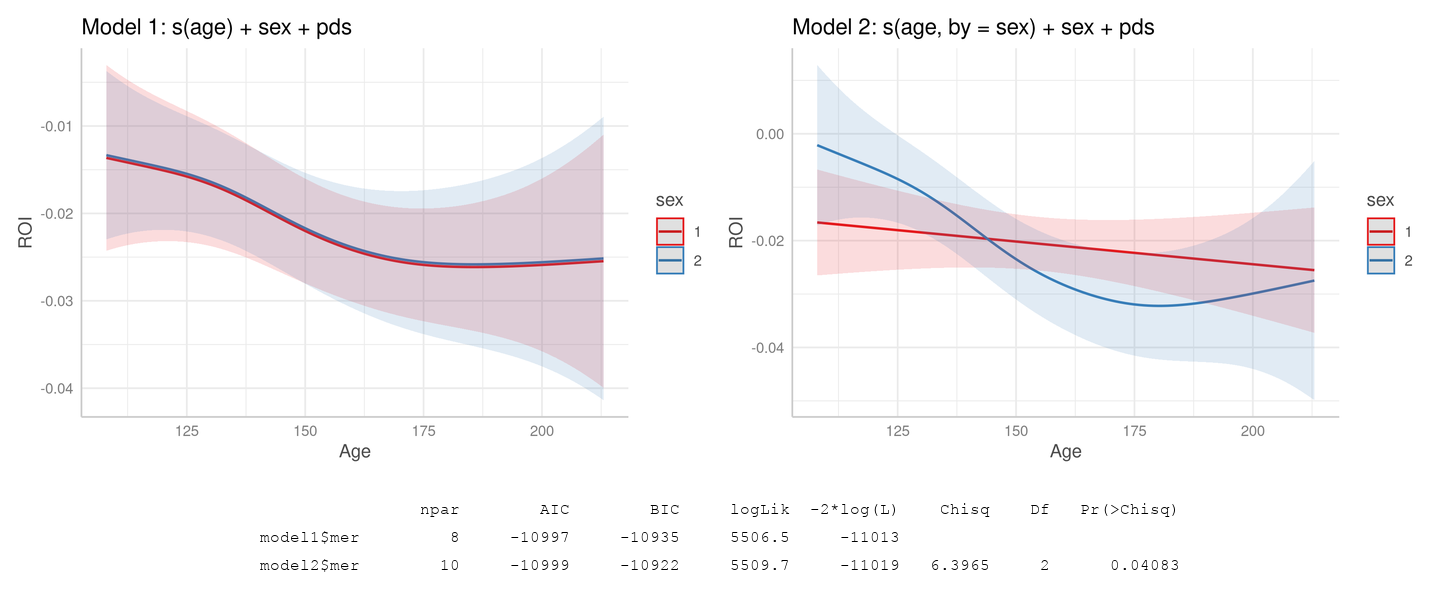 Model 1: s(age) + sex + pds
-0.01
-0.02
-0.03
-0.04
ROI
125 150 175 200
Age
sex
1
2
Model 2: s(age, by = sex) + sex + pds
0.00
-0.02
-0.04
ROI
125 150 175 200
Age
sex
1
2
npar AIC BIC logLik -2*log(L) Chisq Df Pr(>Chisq)
model1$mer 8 -10997 -10935 5506.5 -11013
model2$mer 10 -10999 -10922 5509.7 -11019 6.3965 2 0.04083